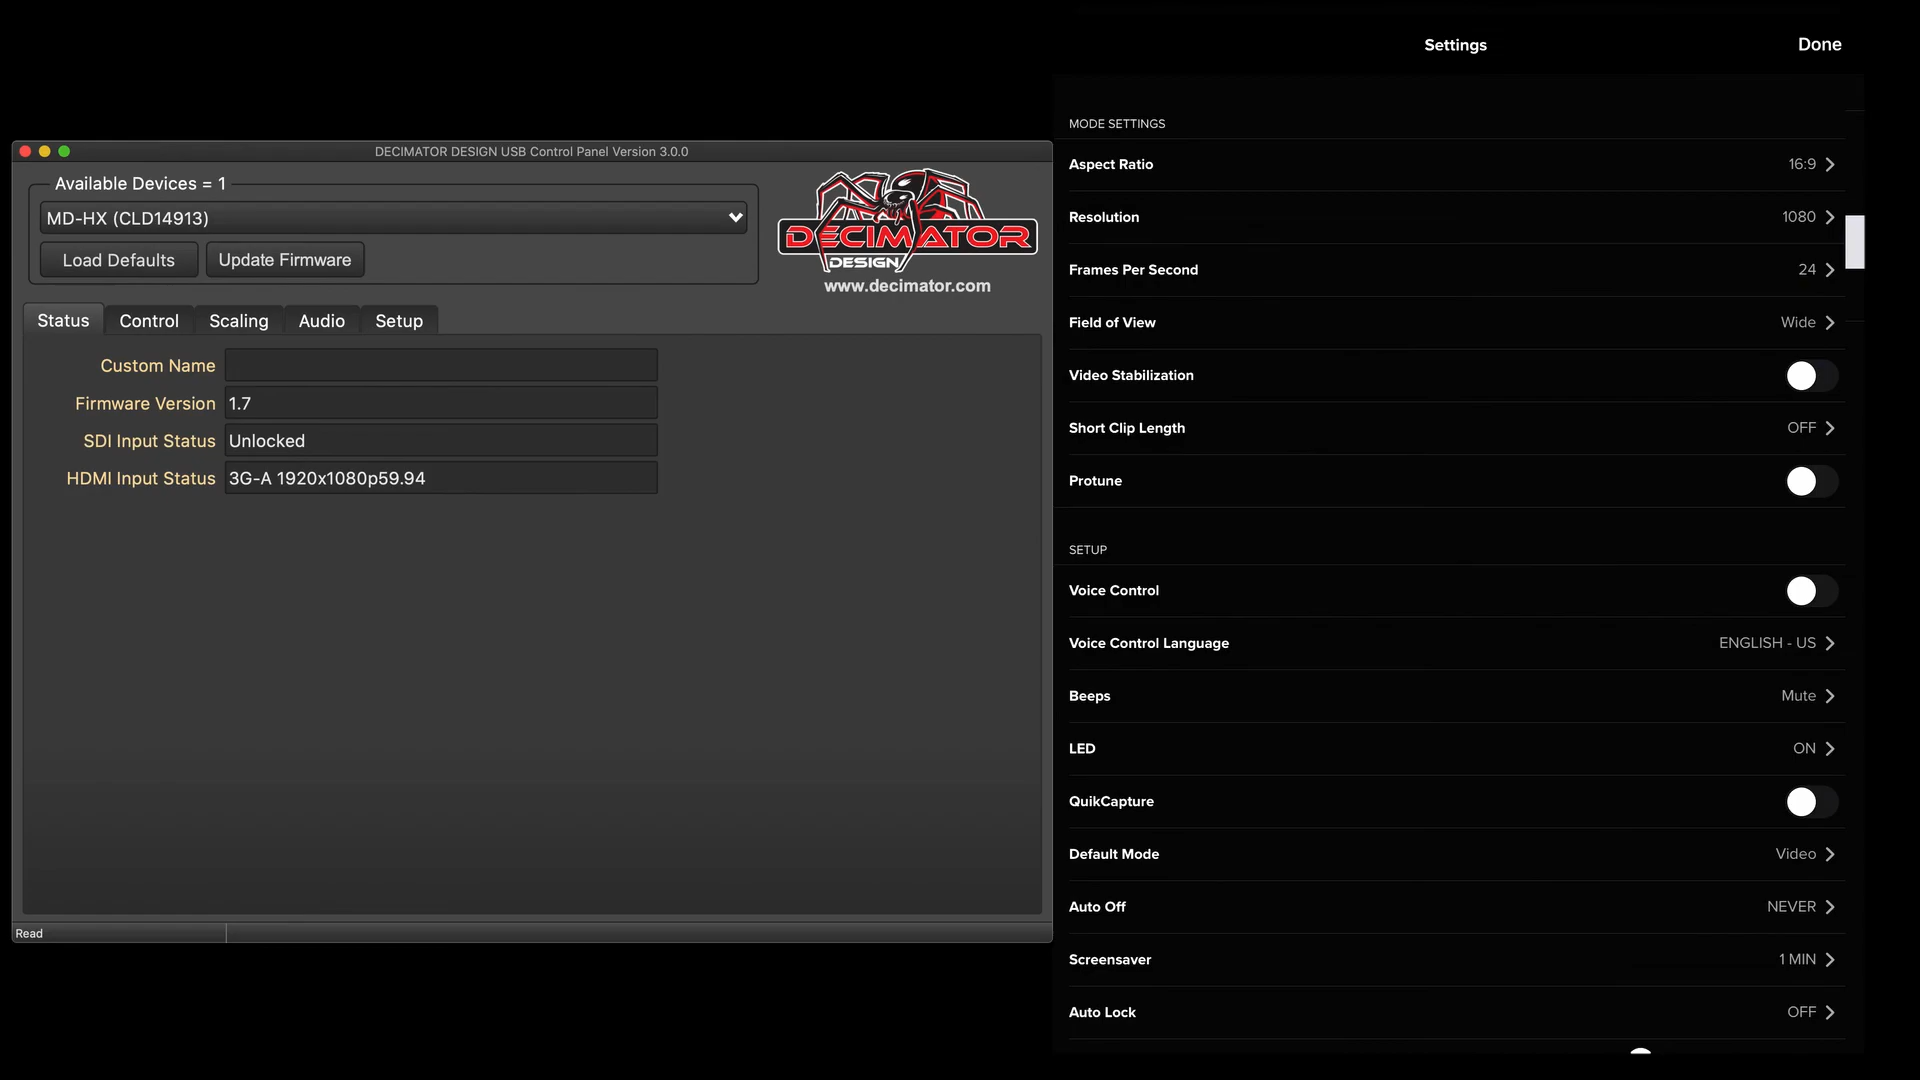 DECIMATOR DESIGN USB Control Panel Version 3.0.0
Available Devices = 1
MD-HX (CLD14913)
Load Defaults
Update Firmware
DECIMATOR
DESIGN
www.decimator.com
Status
Control
Scaling
Audio
Setup
Custom Name
Firmware Version 1.7
SDI Input Status Unlocked
HDMI Input Status 3G-A 1920x1080p59.94
Read
Settings
Done
MODE SETTINGS
Aspect Ratio 16:9
Resolution 1080
Frames Per Second 24
Field of View Wide
Video Stabilization
Short Clip Length OFF
Protune
SETUP
Voice Control
Voice Control Language ENGLISH - US
Beeps Mute
LED ON
QuikCapture
Default Mode Video
Auto Off NEVER
Screensaver 1 MIN
Auto Lock OFF